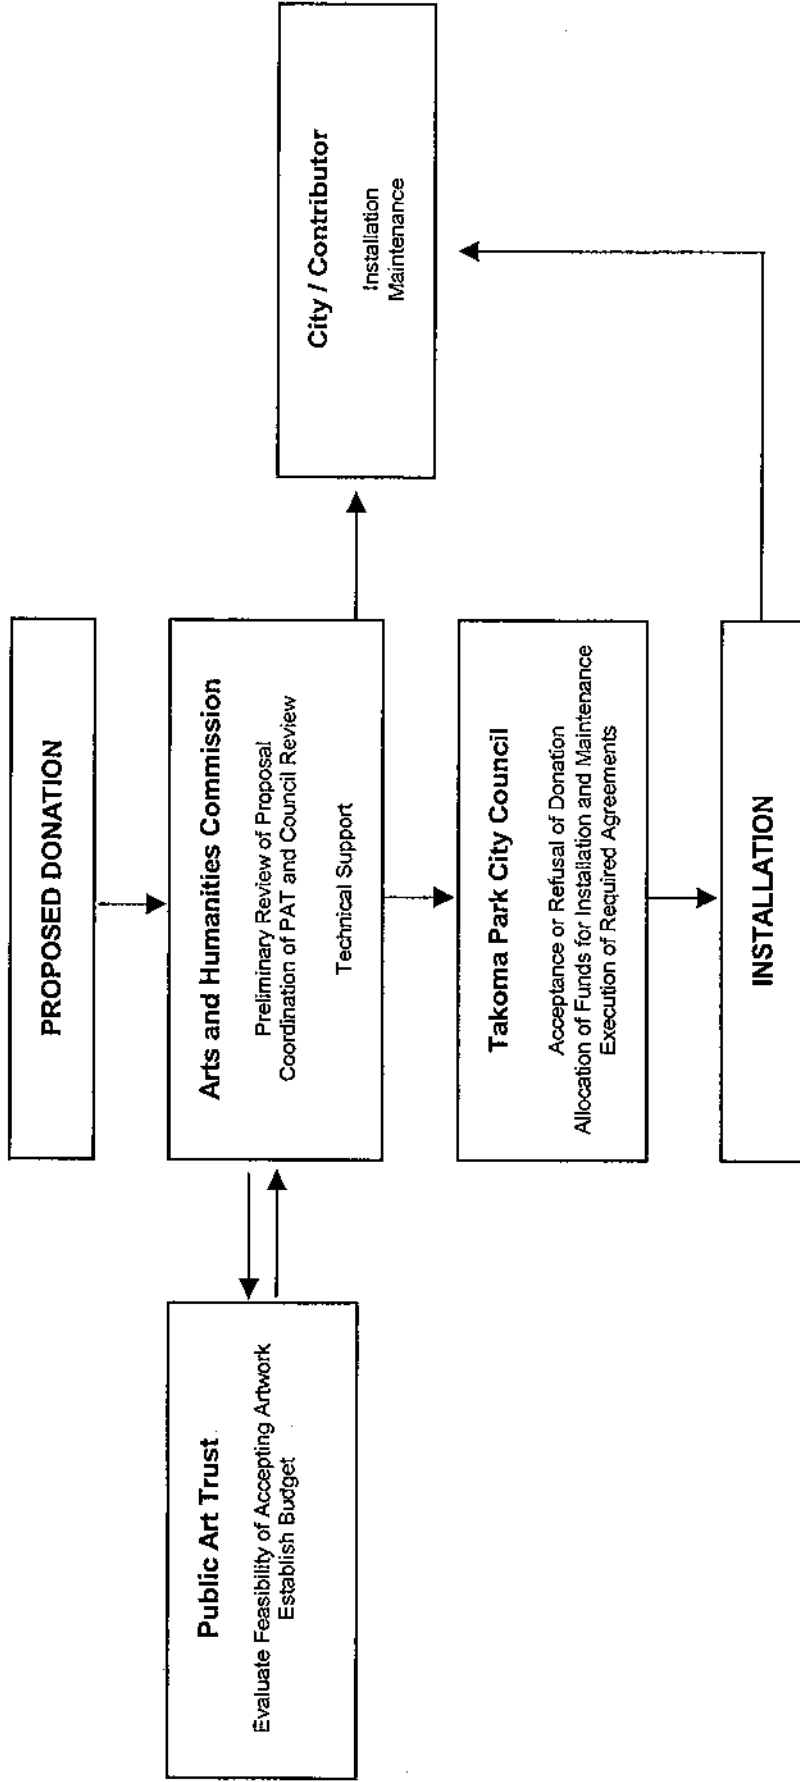 PROPOSED DONATION
Public Art Trust
Evaluate Feasibility of Accepting Artwork
Establish Budget
Arts and Humanities Commission
Preliminary Review of Proposal
Coordination of PAT and Council Review
Technical Support
City / Contributor
Installation
Maintenance
Takoma Park City Council
Acceptance or Refusal of Donation
Allocation of Funds for Installation and Maintenance
Execution of Required Agreements
INSTALLATION